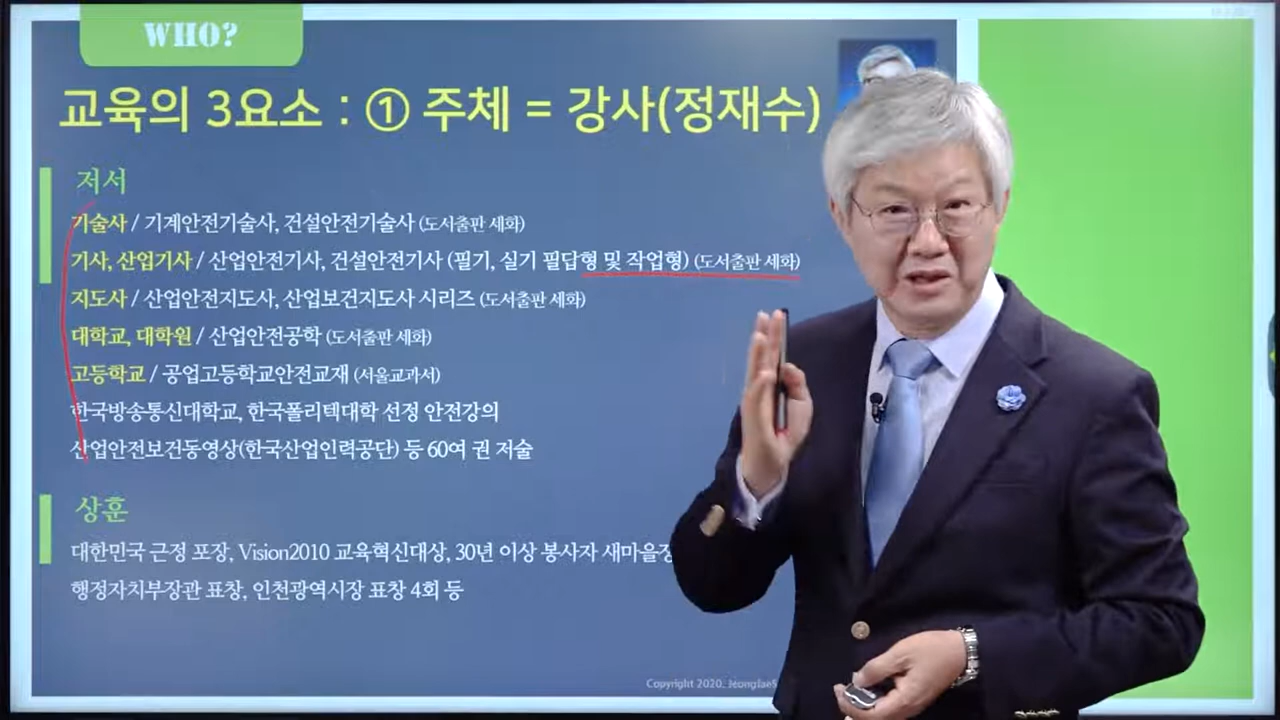 WHO?
교육의 3요소 : ① 주체 = 강사(정재수)
저서
기술사 / 기계안전기술사, 건설안전기술사 (도서출판 세화)
기사, 산업기사 / 산업안전기사, 건설안전기사 (필기, 실기 필답형 및 작업형) (도서출판 세화)
지도사 / 산업안전지도사, 산업보건지도사 시리즈 (도서출판 세화)
대학교, 대학원 / 산업안전공학 (도서출판 세화)
고등학교 / 공업고등학교안전교재 (서울교과서)
한국방송통신대학교, 한국폴리텍대학 선정 안전강의
산업안전보건동영상(한국산업인력공단) 등 60여 권 저술
상훈
대한민국 근정 포장, Vision2010 교육혁신대상, 30년 이상 봉사자 새마을
행정자치부장관 표창, 인천광역시장 표창 4회 등
Copyright 2020. JeongJaeS